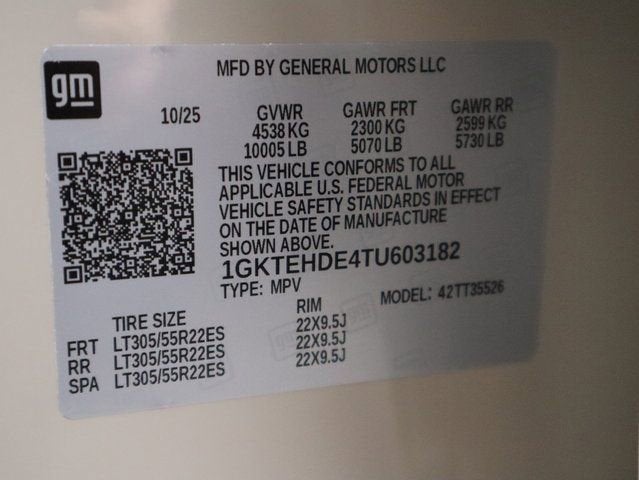 gm
MFD BY GENERAL MOTORS LLC
10/25 GVWR GAWR FRT GAWR RR
4538 KG 2300 KG 2599 KG
10005 LB 5070 LB 5730 LB
THIS VEHICLE CONFORMS TO ALL
APPLICABLE U.S. FEDERAL MOTOR
VEHICLE SAFETY STANDARDS IN EFFECT
ON THE DATE OF MANUFACTURE
SHOWN ABOVE.
1GKTEHDE4TU603182
TYPE: MPV MODEL: 42TT35526
TIRE SIZE RIM
FRT LT305/55R22ES 22X9.5J
RR LT305/55R22ES 22X9.5J
SPA LT305/55R22ES 22X9.5J